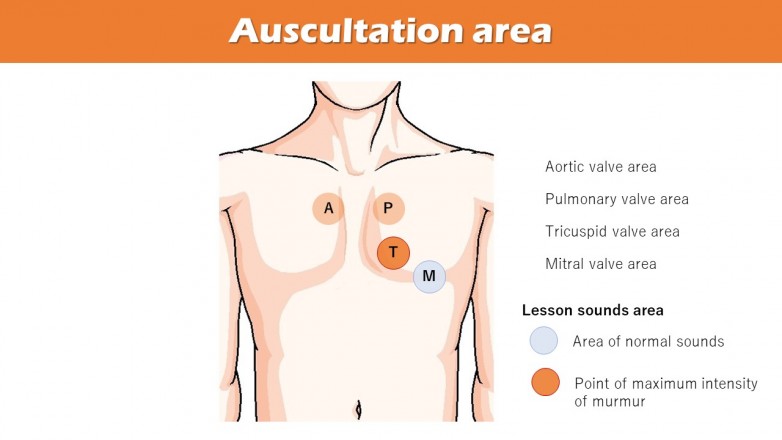 Auscultation area
A
P
T
M
Aortic valve area
Pulmonary valve area
Tricuspid valve area
Mitral valve area
Lesson sounds area
Area of normal sounds
Point of maximum intensity
of murmur